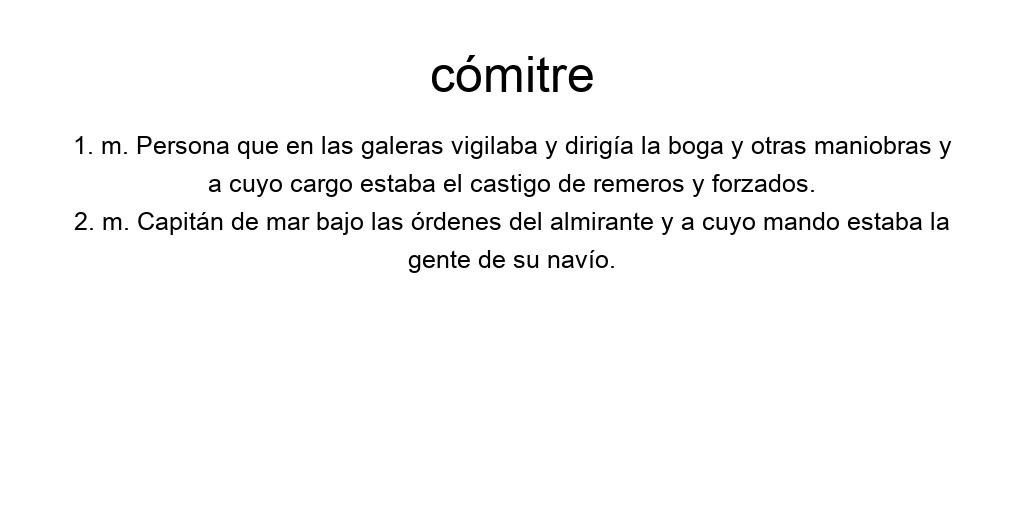 cómitre
1. m. Persona que en las galeras vigilaba y dirigía la boga y otras maniobras y
a cuyo cargo estaba el castigo de remeros y forzados.
2. m. Capitán de mar bajo las órdenes del almirante y a cuyo mando estaba la
gente de su navío.